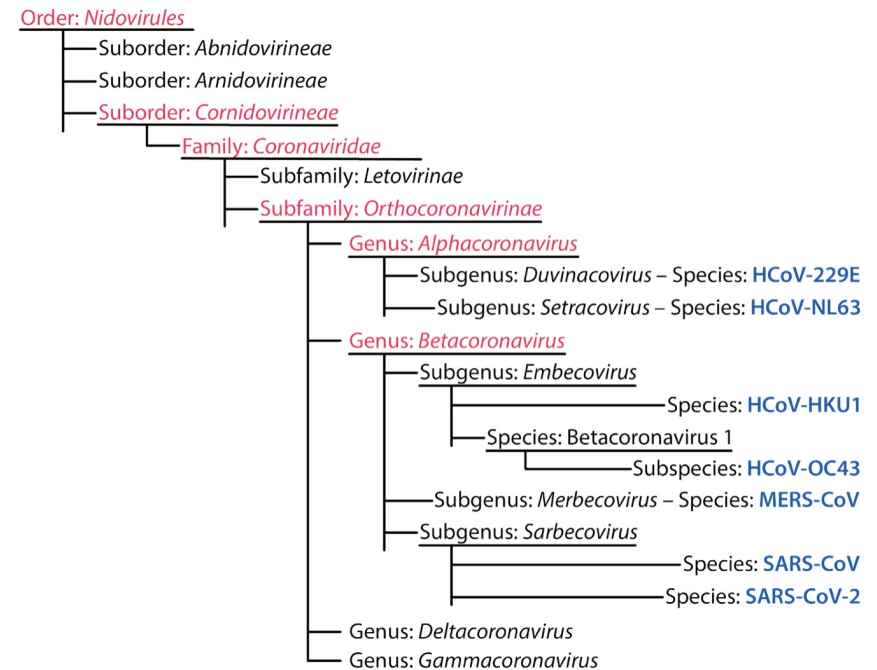 Order: Nidovirules
Suborder: Abnidovirineae
Suborder: Arnidovirineae
Suborder: Cornidovirineae
Family: Coronaviridae
Subfamily: Letovirinae
Subfamily: Orthocoronavirinae
Genus: Alphacoronavirus
Subgenus: Duvinacovirus – Species: HCoV-229E
Subgenus: Setracovirus – Species: HCoV-NL63
Genus: Betacoronavirus
Subgenus: Embecovirus
Species: HCoV-HKU1
Species: Betacoronavirus 1
Subspecies: HCoV-OC43
Subgenus: Merbecovirus – Species: MERS-CoV
Subgenus: Sarbecovirus
Species: SARS-CoV
Species: SARS-CoV-2
Genus: Deltacoronavirus
Genus: Gammacoronavirus